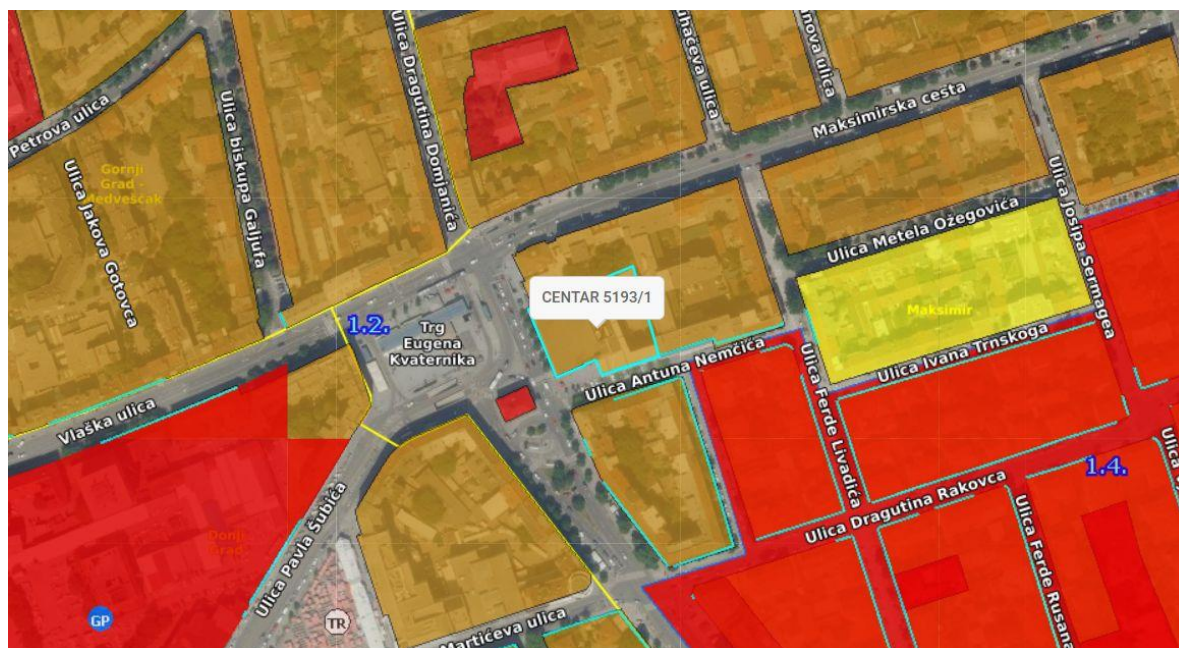 Petrova ulica
Ulica Jakova Gotovca
Gornji
Grad -
Medveščak
Ulica biskupa Galjufa
Ulica Dragutina Domjanića
Maksimirska cesta
Ulica Metela Ožegovića
Ulica Josipa Sermagea
CENTAR 5193/1
1.2.
Trg
Eugena
Kvaternika
Maksimir
Ulica Ivana Trnskoga
Ulica Antuna Nemčića
Ulica Ferde Livadića
Vlaška ulica
1.4.
Ulica Dragutina Rakovca
Ulica Pavla Šubića
Donji
Grad
Ulica Ferde Rusana
GP
TR
Martićeva ulica